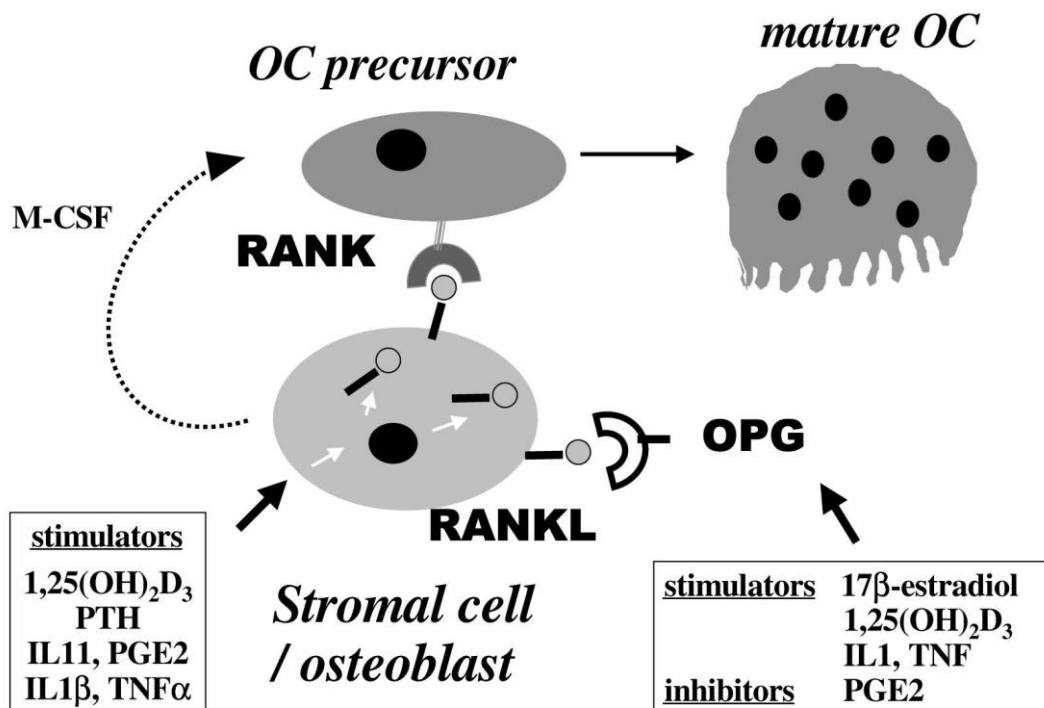 mature OC
OC precursor
M-CSF
RANK
OPG
RANKL
stimulators
1,25(OH)₂D₃
PTH
IL11, PGE2
IL1β, TNFα
Stromal cell
/ osteoblast
stimulators 17β-estradiol
1,25(OH)₂D₃
IL1, TNF
inhibitors PGE2